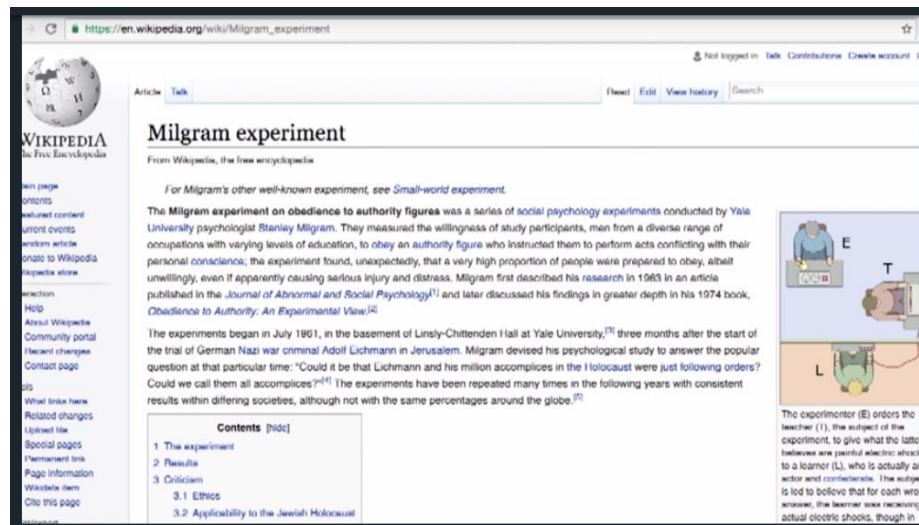 https://en.wikipedia.org/wiki/Milgram_experiment
Not logged in Talk Contributions Create account
Article Talk
Read Edit View history Search
WIKIPEDIA
The Free Encyclopedia
Milgram experiment
From Wikipedia, the free encyclopedia
For Milgram's other well-known experiment, see Small-world experiment.
The Milgram experiment on obedience to authority figures was a series of social psychology experiments conducted by Yale
University psychologist Stanley Milgram. They measured the willingness of study participants, men from a diverse range of
occupations with varying levels of education, to obey an authority figure who instructed them to perform acts conflicting with their
personal conscience; the experiment found, unexpectedly, that a very high proportion of people were prepared to obey, albeit
unwillingly, even if apparently causing serious injury and distress. Milgram first described his research in 1963 in an article
published in the Journal of Abnormal and Social Psychology[1] and later discussed his findings in greater depth in his 1974 book,
Obedience to Authority: An Experimental View.[2]
The experiments began in July 1961, in the basement of Linsly-Chittenden Hall at Yale University,[3] three months after the start of
the trial of German Nazi war criminal Adolf Eichmann in Jerusalem. Milgram devised his psychological study to answer the popular
question at that particular time: "Could it be that Eichmann and his million accomplices in the Holocaust were just following orders?
Could we call them all accomplices?"[4] The experiments have been repeated many times in the following years with consistent
results within differing societies, although not with the same percentages around the globe.[5]
Contents [hide]
1 The experiment
2 Results
3 Criticism
3.1 Ethics
3.2 Applicability to the Jewish Holocaust
ain page
ontents
eatured content
urrent events
andom article
onate to Wikipedia
ikipedia store
eraction
Help
About Wikipedia
Community portal
Recent changes
Contact page
ols
What links here
Related changes
Upload file
Special pages
Permanent link
Page information
Wikidata item
Cite this page
E
T
L
The experimenter (E) orders the
teacher (T), the subject of the
experiment, to give what the latte
believes are painful electric shock
to a learner (L), who is actually an
actor and confederate. The subje
is led to believe that for each wro
answer, the learner was receiving
actual electric shocks, though in